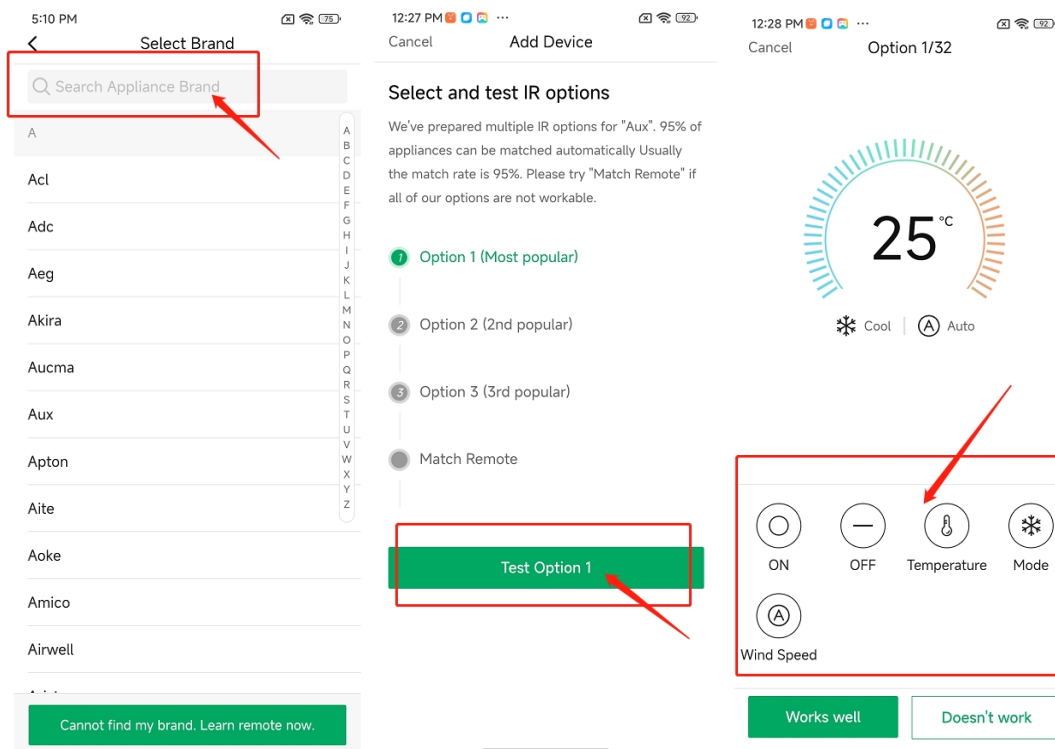 5:10 PM
75
Select Brand
Search Appliance Brand
A
Acl
Adc
Aeg
Akira
Aucma
Aux
Apton
Aite
Aoke
Amico
Airwell
A
B
C
D
E
F
G
H
I
J
K
L
M
N
O
P
Q
R
S
T
U
V
W
X
Y
Z
Cannot find my brand. Learn remote now.
12:27 PM
92
Cancel
Add Device
Select and test IR options
We've prepared multiple IR options for "Aux". 95% of
appliances can be matched automatically Usually
the match rate is 95%. Please try "Match Remote" if
all of our options are not workable.
1 Option 1 (Most popular)
2 Option 2 (2nd popular)
3 Option 3 (3rd popular)
Match Remote
Test Option 1
12:28 PM
92
Cancel
Option 1/32
25 °C
Cool
A Auto
ON
OFF
Temperature
Mode
A
Wind Speed
Works well
Doesn't work